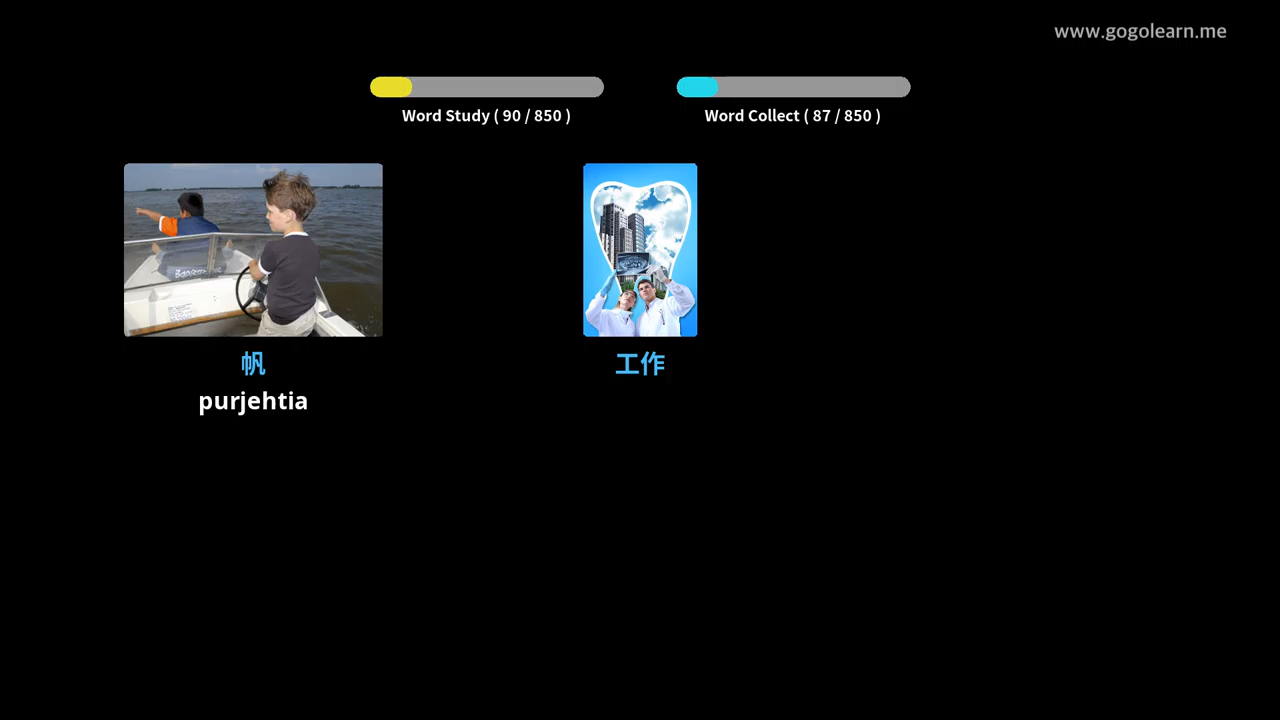 www.gogolearn.me
Word Study ( 90 / 850 )
Word Collect ( 87 / 850 )
帆
purjehtia
工作